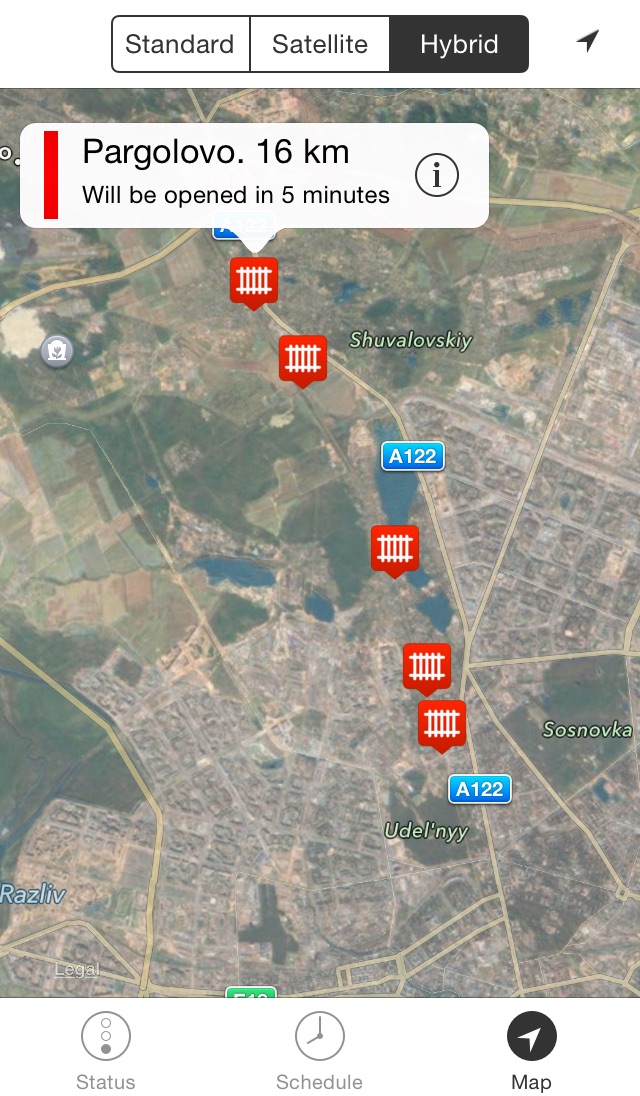 Standard
Satellite
Hybrid
o.
Pargolovo. 16 km
Will be opened in 5 minutes
i
A122
Shuvalovskiy
A122
Sosnovka
A122
Udel'nyy
Razliv
Legal
Status
Schedule
Map